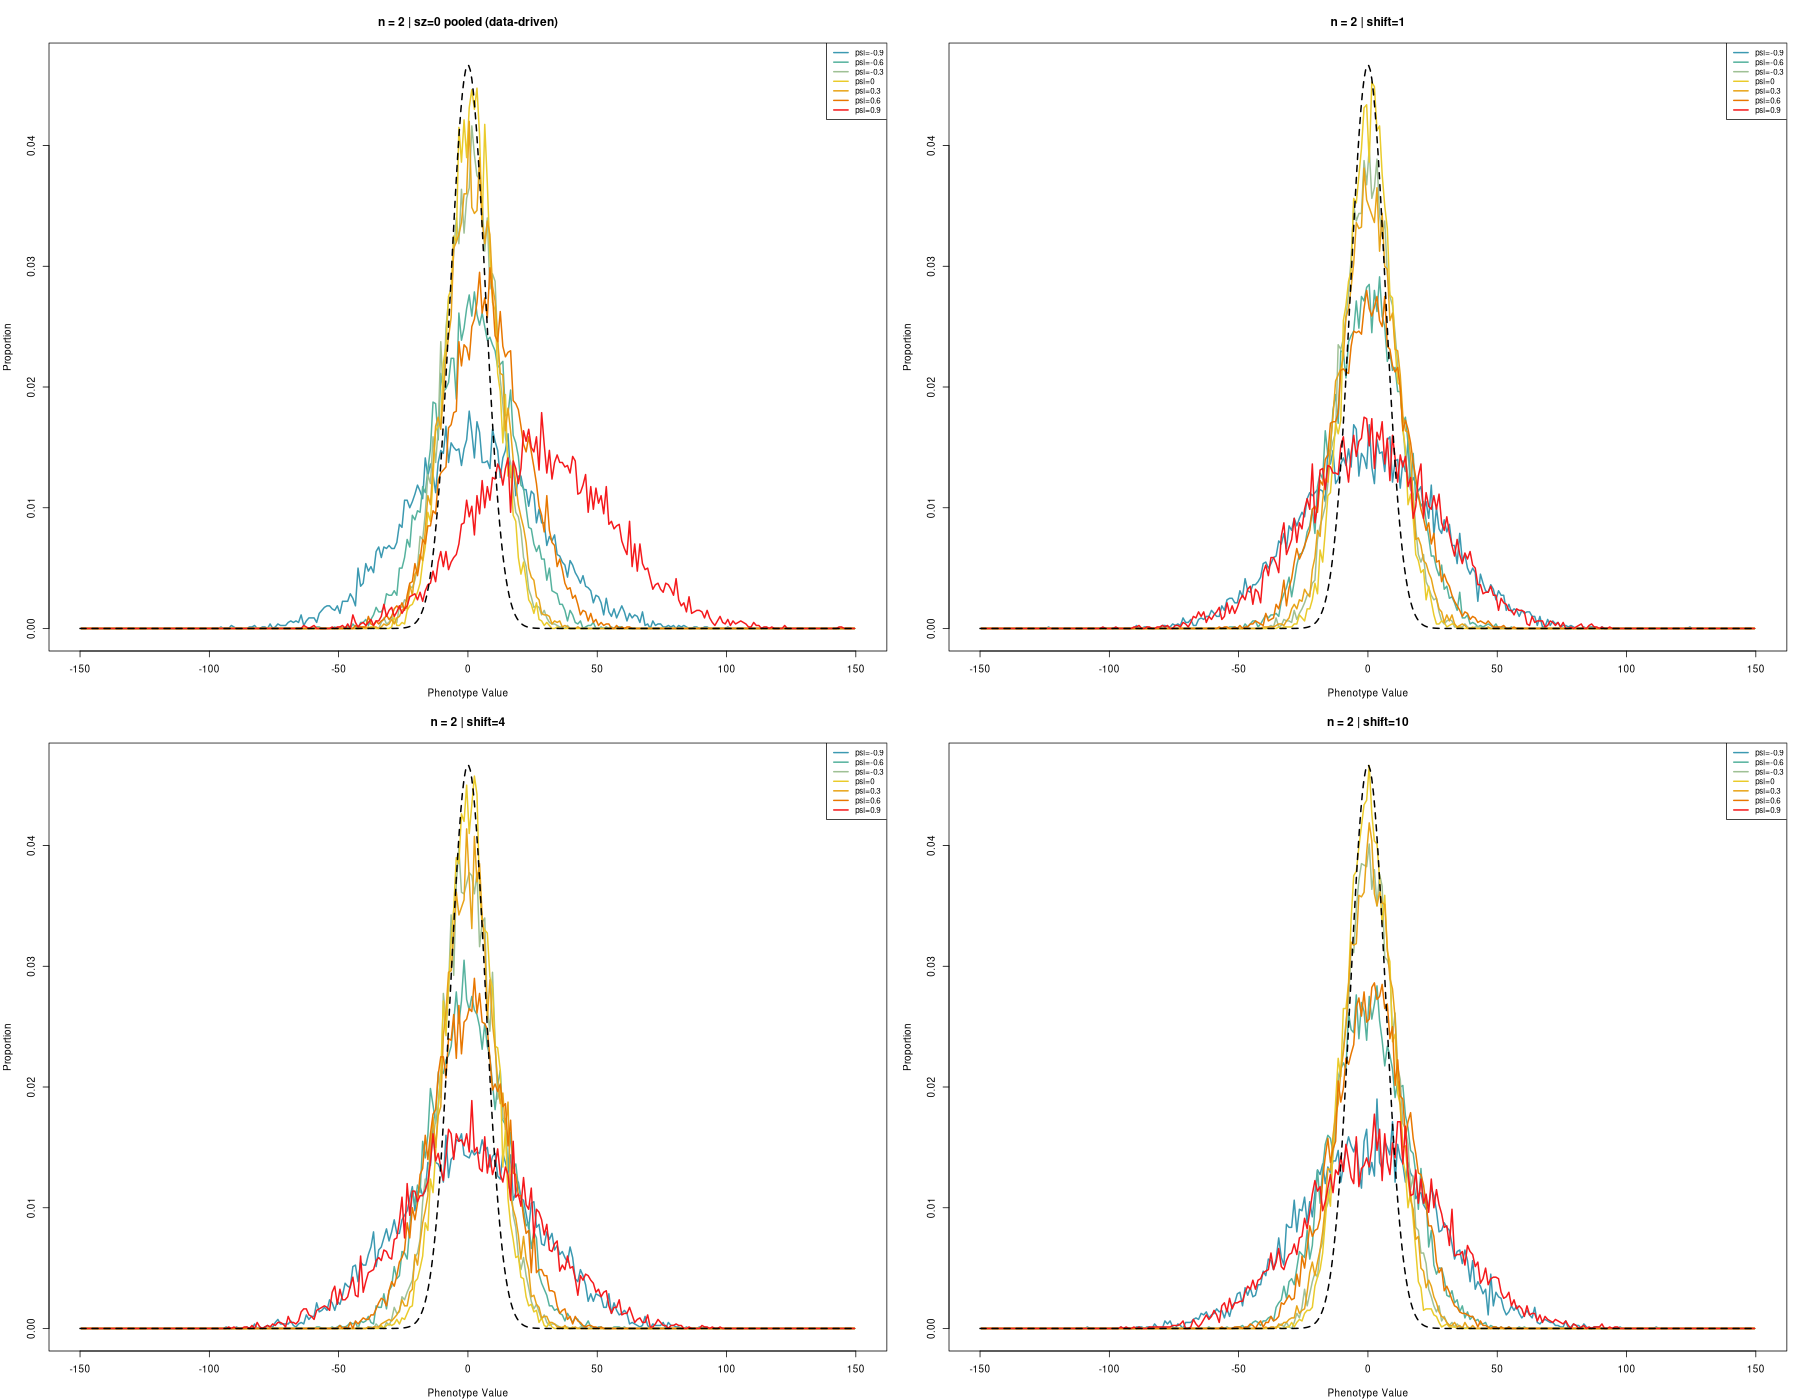 n = 2 | sz=0 pooled (data-driven)
psi=-0.9
psi=-0.6
psi=-0.3
psi=0
psi=0.3
psi=0.6
psi=0.9
Proportion
0.04
0.03
0.02
0.01
0.00
-150 -100 -50 0 50 100 150
Phenotype Value
n = 2 | shift=1
psi=-0.9
psi=-0.6
psi=-0.3
psi=0
psi=0.3
psi=0.6
psi=0.9
Proportion
0.04
0.03
0.02
0.01
0.00
-150 -100 -50 0 50 100 150
Phenotype Value
n = 2 | shift=4
psi=-0.9
psi=-0.6
psi=-0.3
psi=0
psi=0.3
psi=0.6
psi=0.9
Proportion
0.04
0.03
0.02
0.01
0.00
-150 -100 -50 0 50 100 150
Phenotype Value
n = 2 | shift=10
psi=-0.9
psi=-0.6
psi=-0.3
psi=0
psi=0.3
psi=0.6
psi=0.9
Proportion
0.04
0.03
0.02
0.01
0.00
-150 -100 -50 0 50 100 150
Phenotype Value